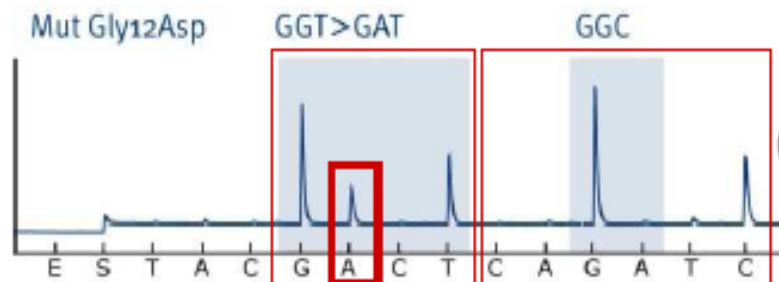 Mut Gly12Asp GGT>GAT GGC
E S T A C G A C T C A G A T C